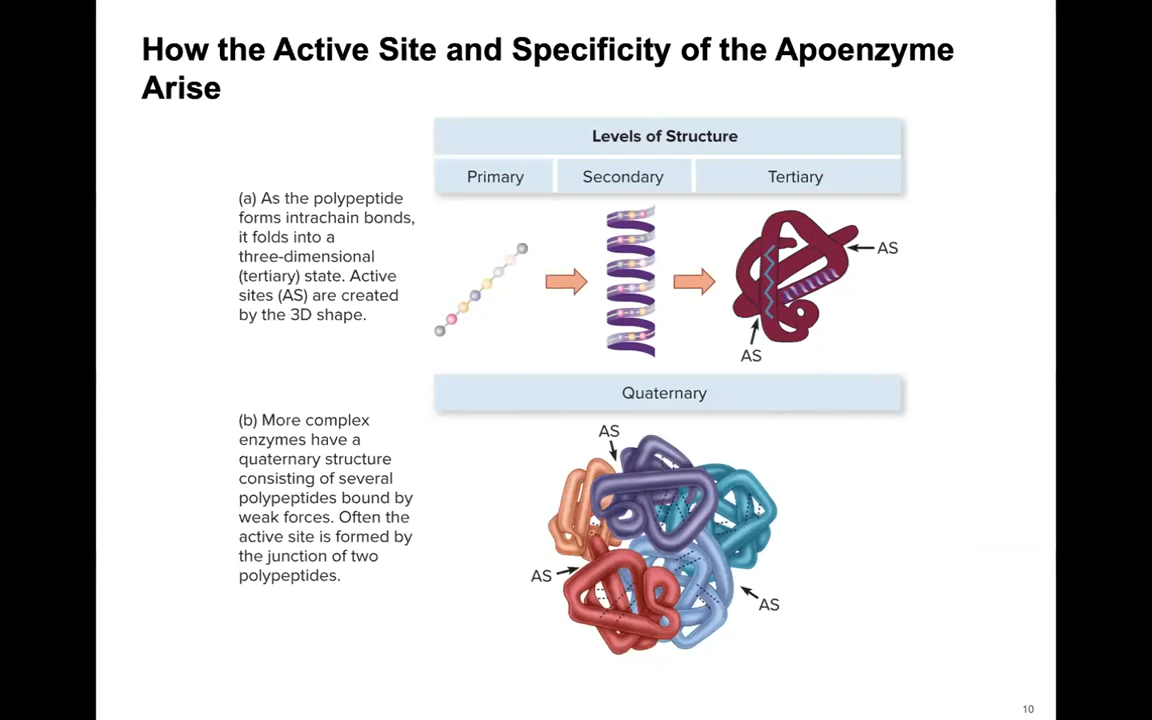 How the Active Site and Specificity of the Apoenzyme
Arise
Levels of Structure
Primary
Secondary
Tertiary
(a) As the polypeptide
forms intrachain bonds,
it folds into a
three-dimensional
(tertiary) state. Active
sites (AS) are created
by the 3D shape.
AS
AS
Quaternary
(b) More complex
enzymes have a
quaternary structure
consisting of several
polypeptides bound by
weak forces. Often the
active site is formed by
the junction of two
polypeptides.
AS
AS
AS
10